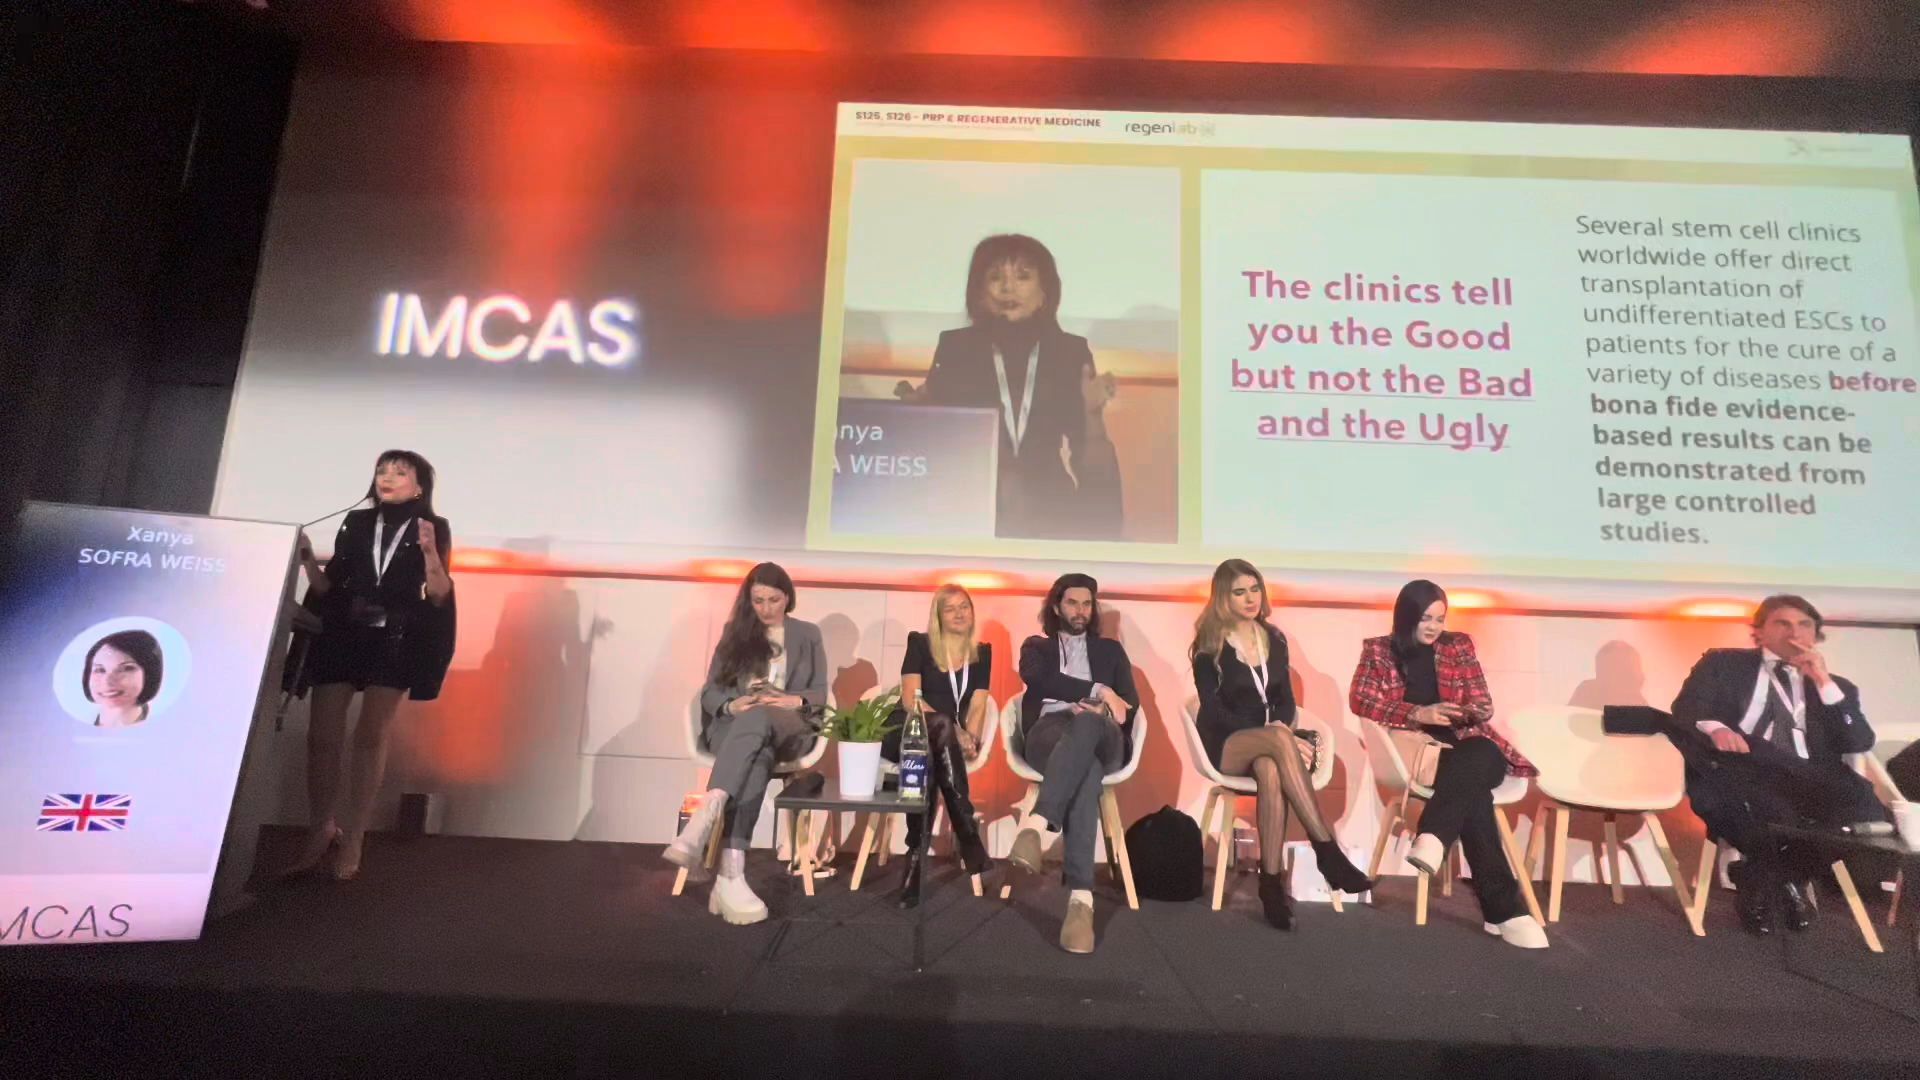 S125, S126 - PRP & REGENERATIVE MEDICINE
regenlab
IMCAS
The clinics tell
you the Good
but not the Bad
and the Ugly
Several stem cell clinics
worldwide offer direct
transplantation of
undifferentiated ESCs to
patients for the cure of a
variety of diseases before
bona fide evidence-
based results can be
demonstrated from
large controlled
studies.
anya
A WEISS
Xanya
SOFRA WEISS
MCAS